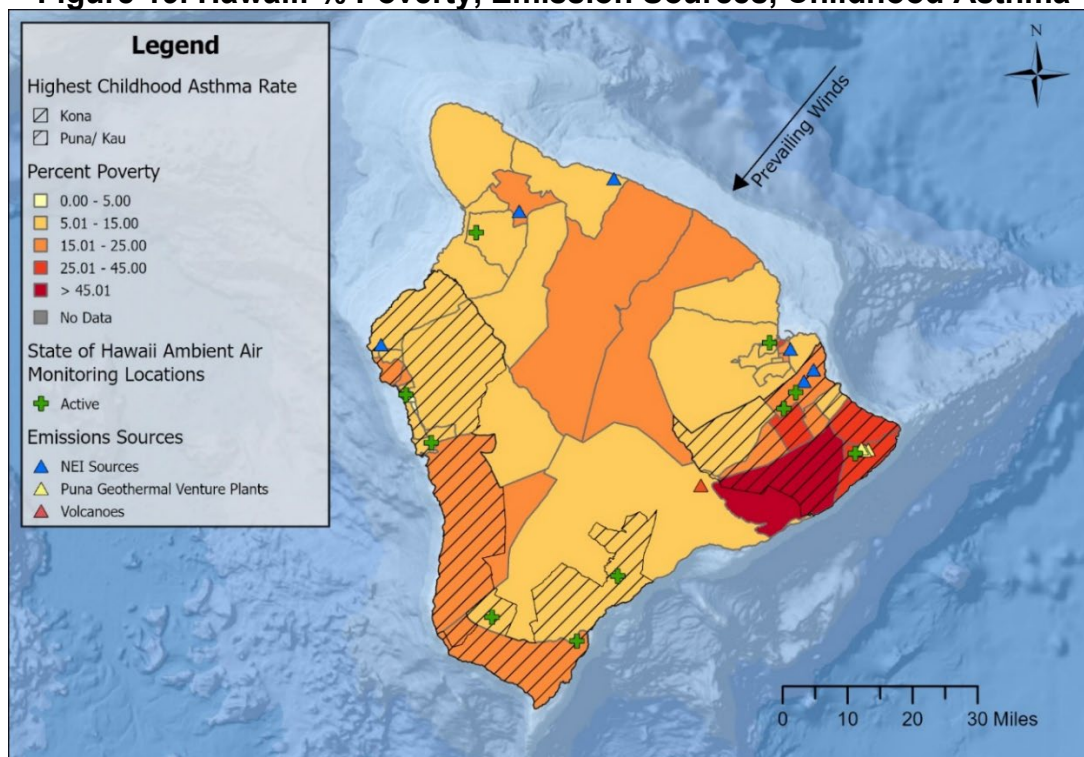 Figure 10. Hawaii: % Poverty, Emission Sources, Childhood Asthma
Legend
Highest Childhood Asthma Rate
Kona
Puna/ Kau
Percent Poverty
0.00 - 5.00
5.01 - 15.00
15.01 - 25.00
25.01 - 45.00
> 45.01
No Data
State of Hawaii Ambient Air
Monitoring Locations
Active
Emissions Sources
NEI Sources
Puna Geothermal Venture Plants
Volcanoes
N
Prevailing Winds
0 10 20 30 Miles